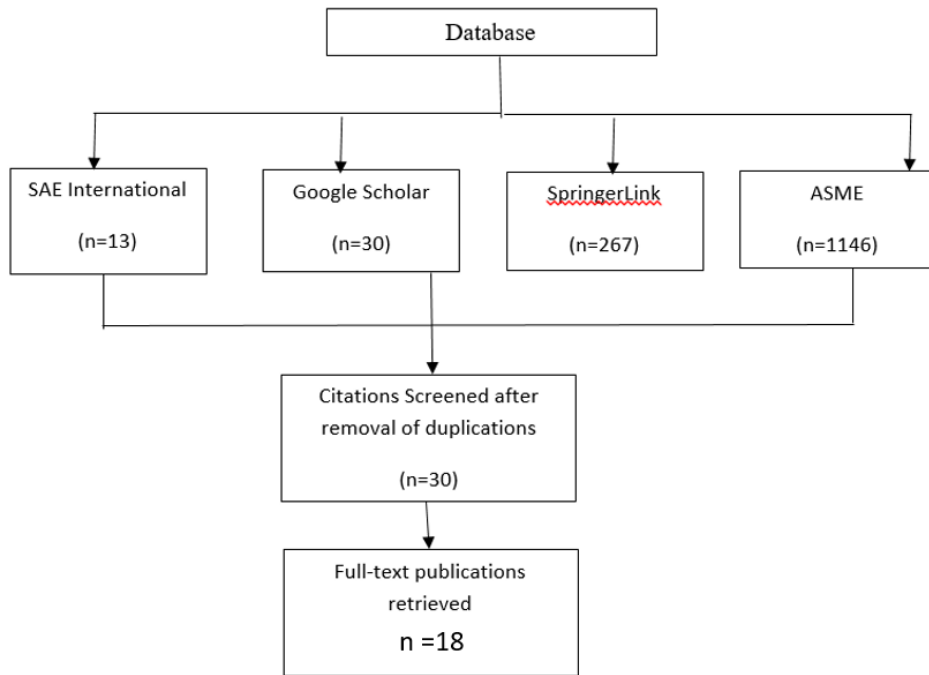 Database
SAE International
(n=13)
Google Scholar
(n=30)
SpringerLink
(n=267)
ASME
(n=1146)
Citations Screened after
removal of duplications
(n=30)
Full-text publications
retrieved
n =18